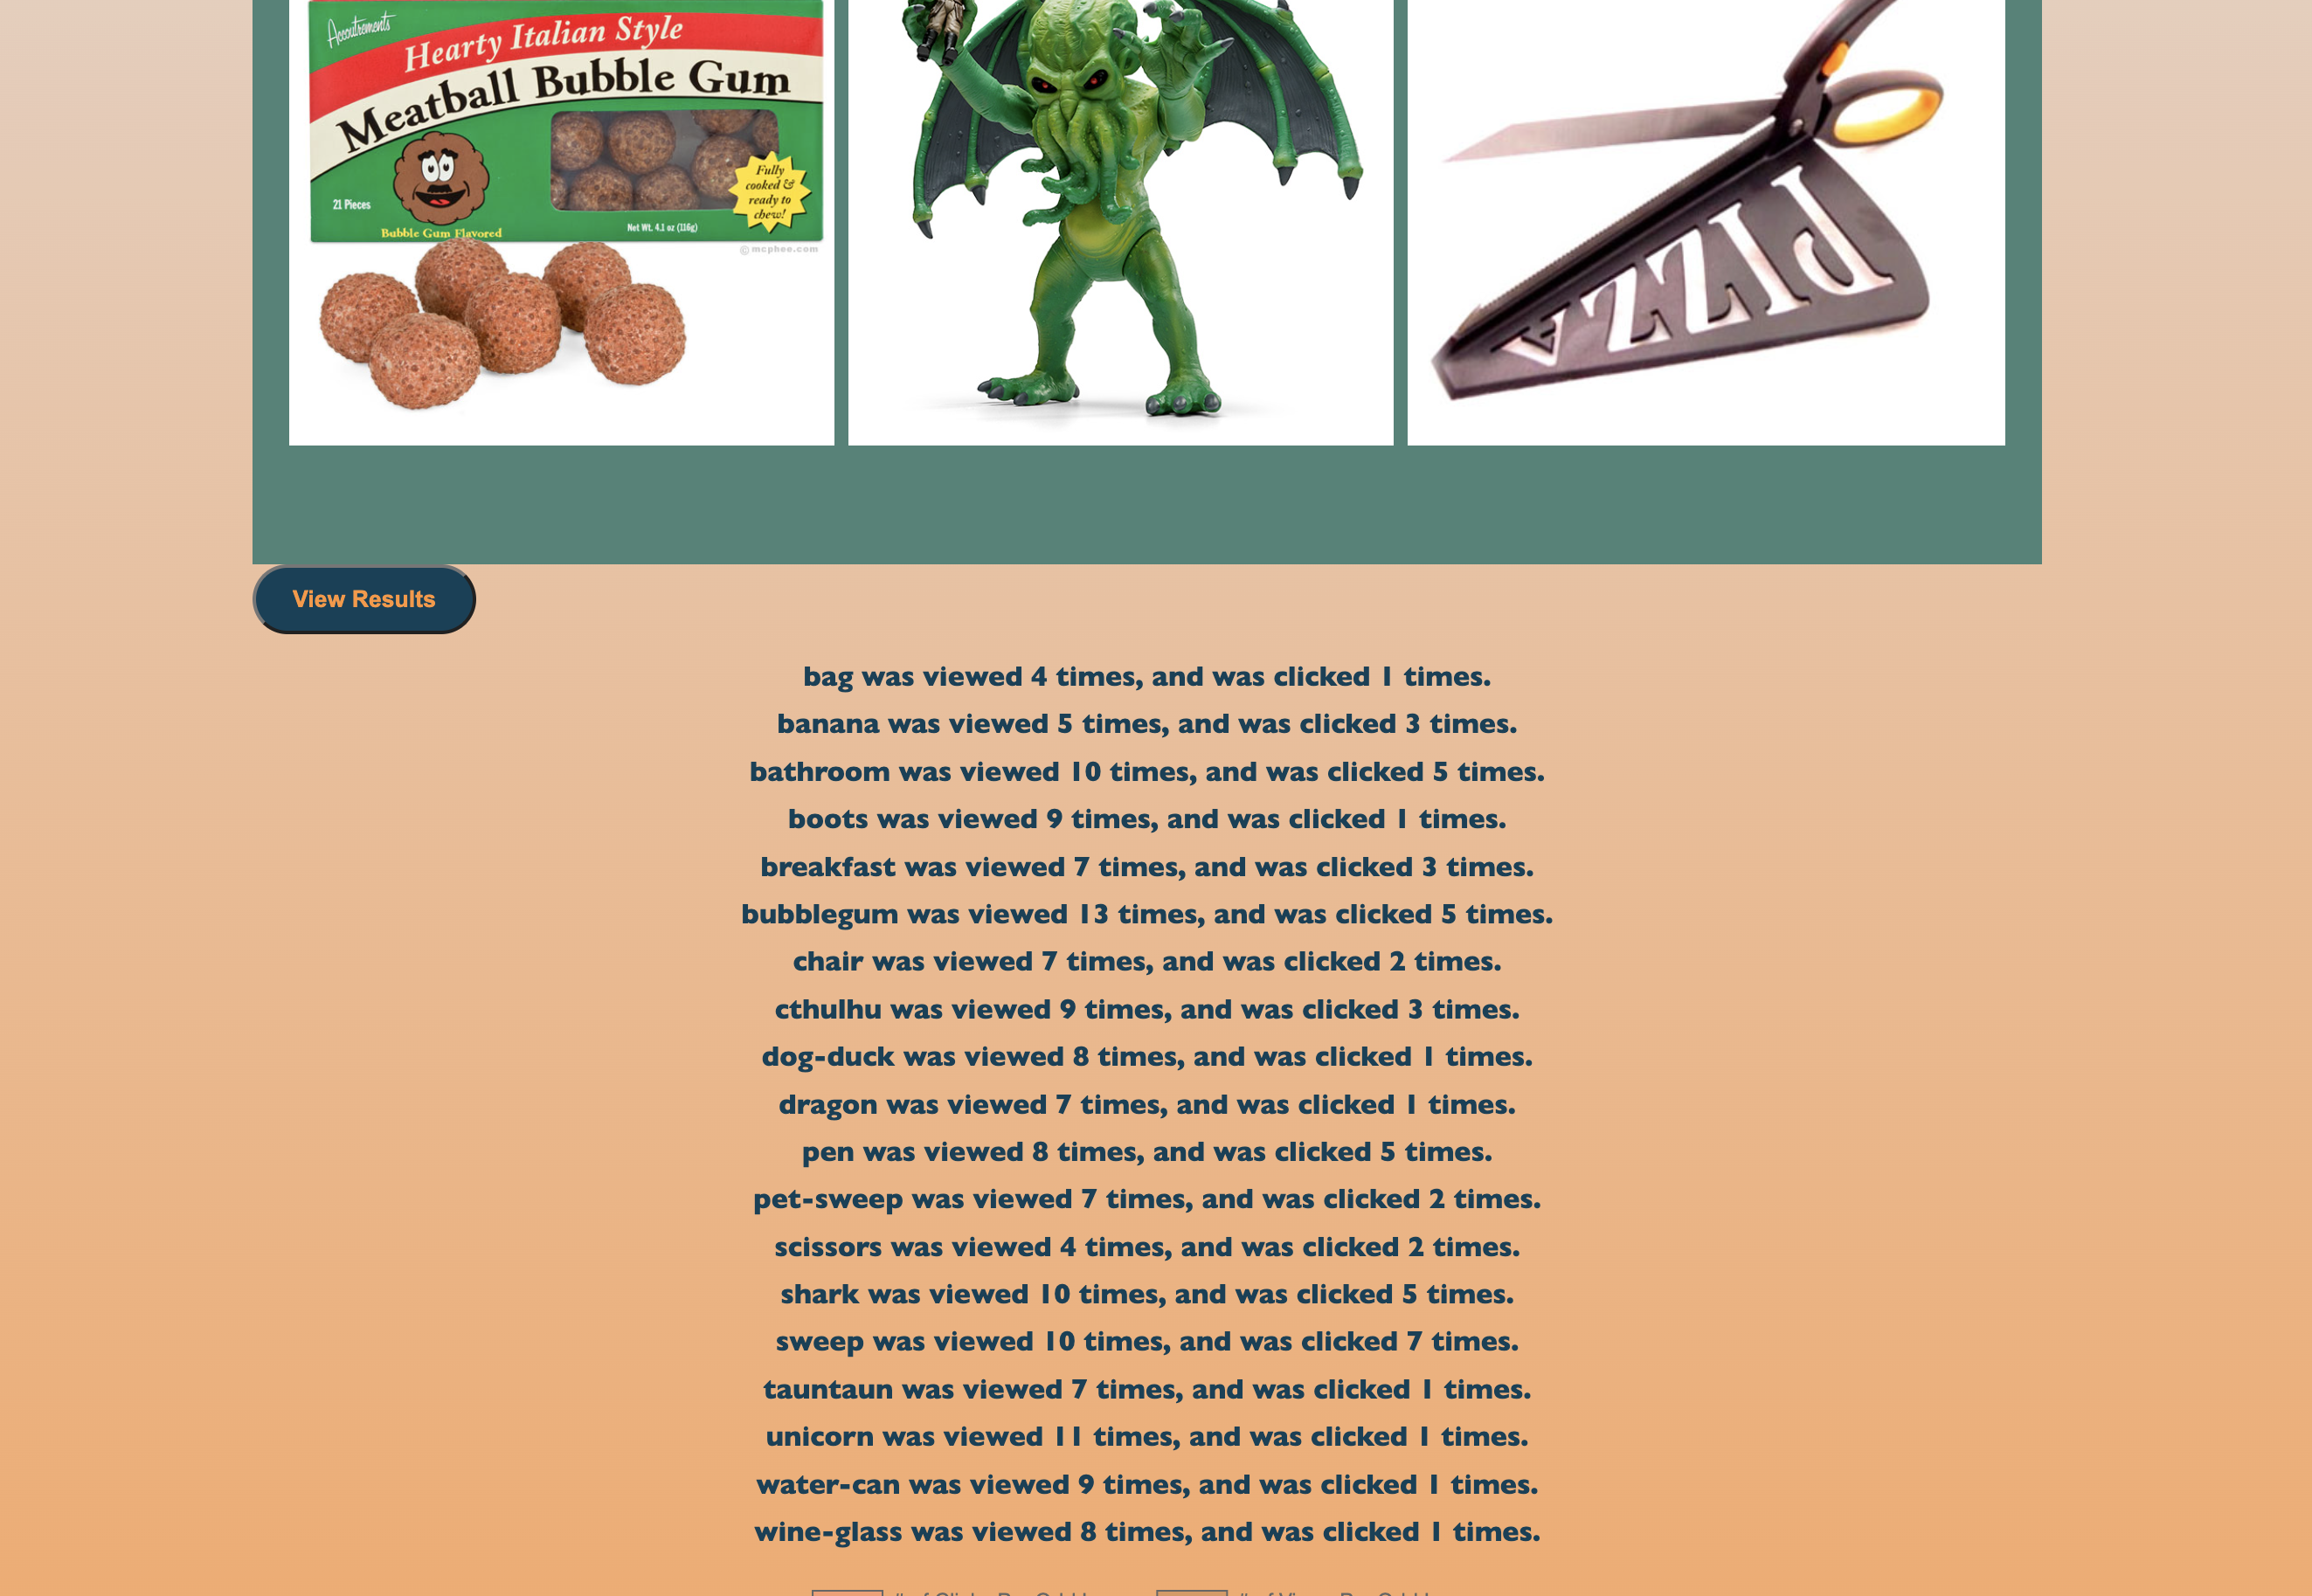 Accoutrements
Hearty Italian Style
Meatball Bubble Gum
Fully
cooked &
ready to
chew!
21 Pieces
Bubble Gum Flavored
Net Wt. 4.1 oz (116g)
© mcphee.com
PIZZA
View Results
bag was viewed 4 times, and was clicked 1 times.
banana was viewed 5 times, and was clicked 3 times.
bathroom was viewed 10 times, and was clicked 5 times.
boots was viewed 9 times, and was clicked 1 times.
breakfast was viewed 7 times, and was clicked 3 times.
bubblegum was viewed 13 times, and was clicked 5 times.
chair was viewed 7 times, and was clicked 2 times.
cthulhu was viewed 9 times, and was clicked 3 times.
dog-duck was viewed 8 times, and was clicked 1 times.
dragon was viewed 7 times, and was clicked 1 times.
pen was viewed 8 times, and was clicked 5 times.
pet-sweep was viewed 7 times, and was clicked 2 times.
scissors was viewed 4 times, and was clicked 2 times.
shark was viewed 10 times, and was clicked 5 times.
sweep was viewed 10 times, and was clicked 7 times.
tauntaun was viewed 7 times, and was clicked 1 times.
unicorn was viewed 11 times, and was clicked 1 times.
water-can was viewed 9 times, and was clicked 1 times.
wine-glass was viewed 8 times, and was clicked 1 times.